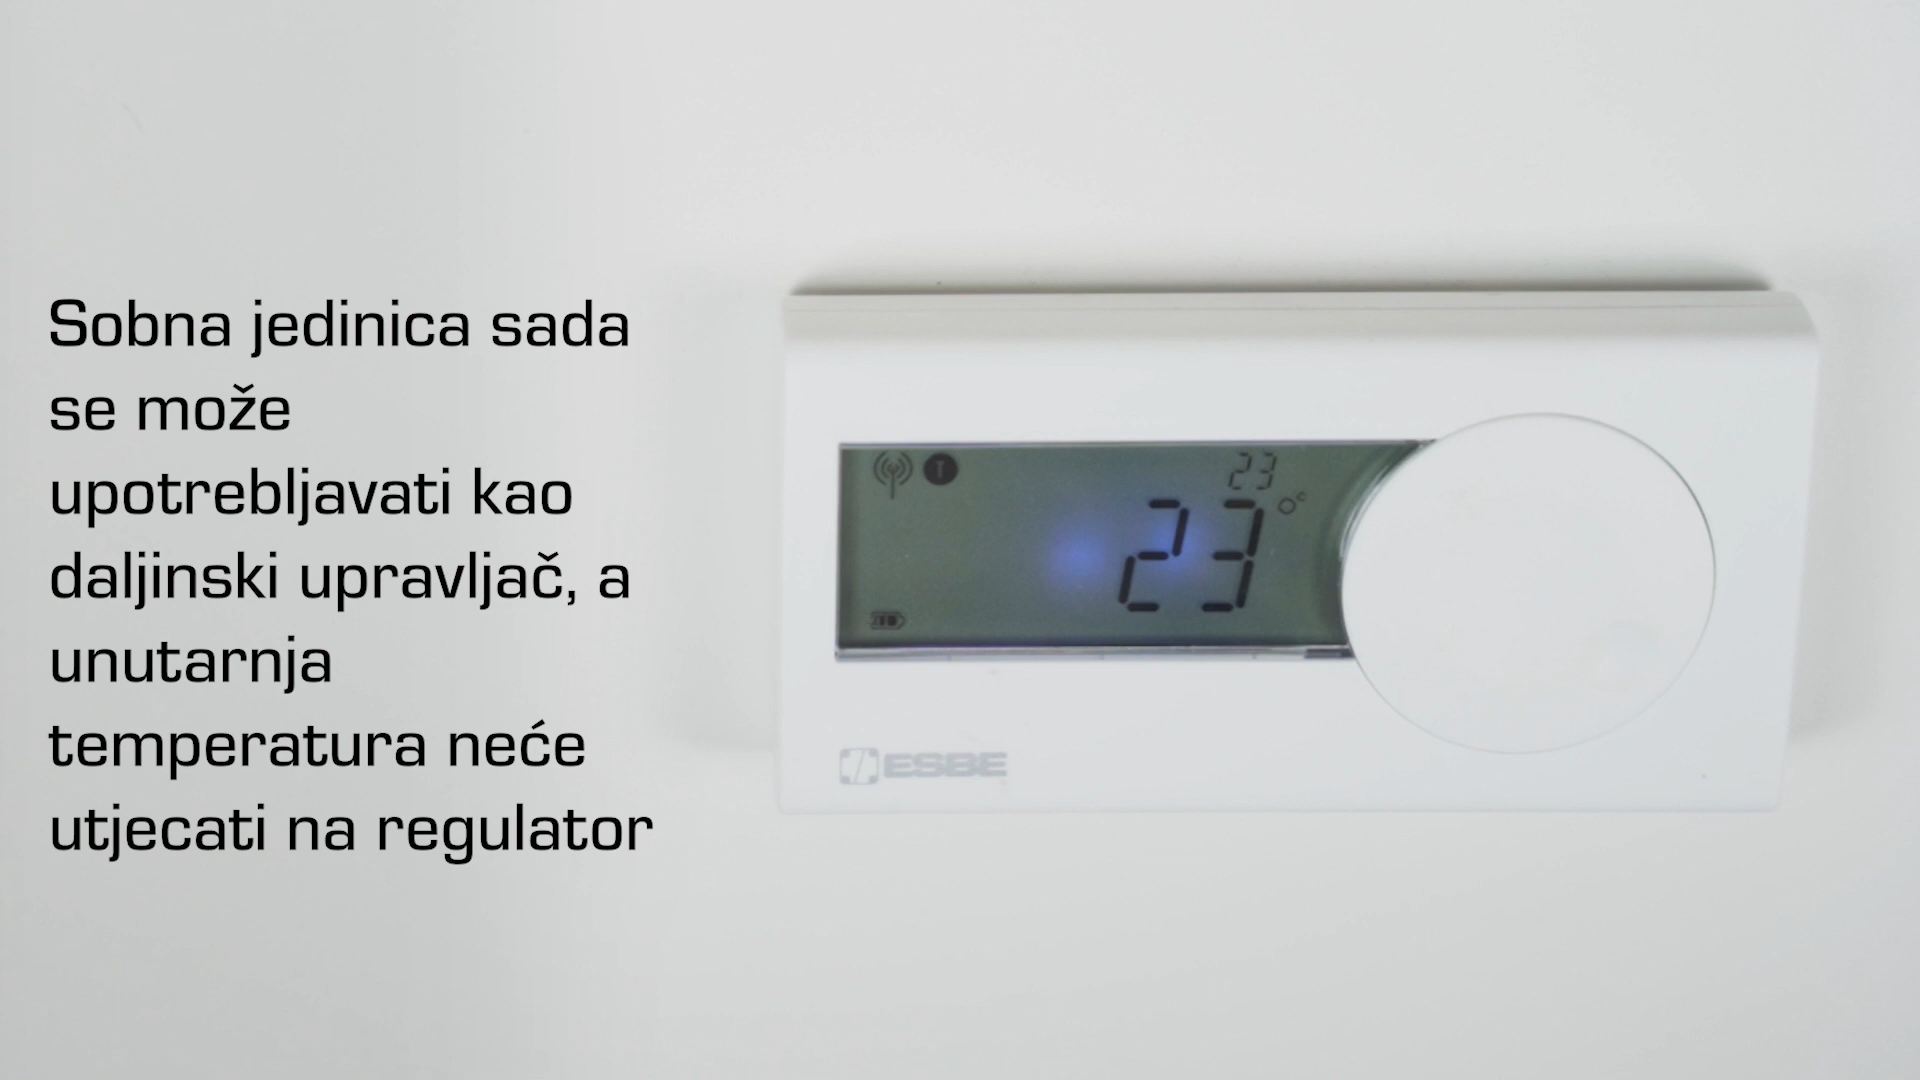 Sobna jedinica sada
se može
upotrebljavati kao
daljinski upravljač, a
unutarnja
temperatura neće
utjecati na regulator
T
23
23 °C
ESBE